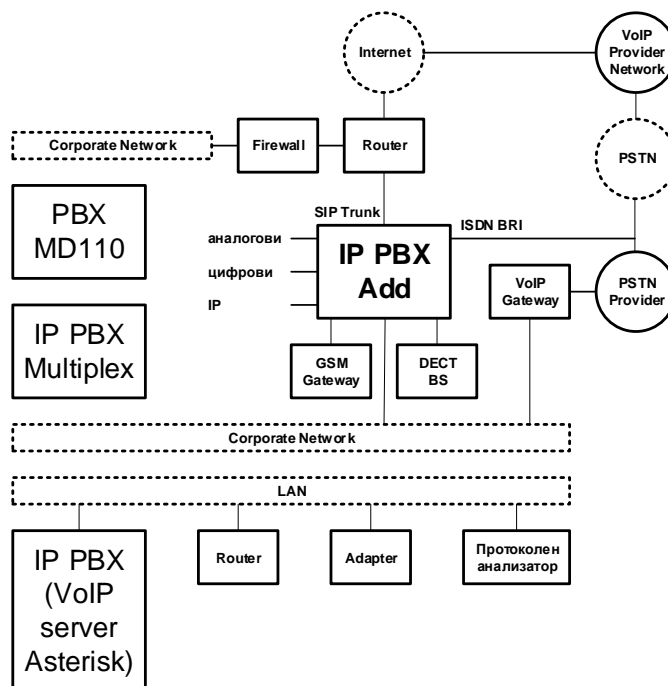 Internet
VoIP
Provider
Network
Corporate Network
Firewall
Router
PSTN
PBX
MD110
SIP Trunk
ISDN BRI
аналогови
цифрови
IP
IP PBX
Add
VoIP
Gateway
PSTN
Provider
IP PBX
Multiplex
GSM
Gateway
DECT
BS
Corporate Network
LAN
IP PBX
(VoIP
server
Asterisk)
Router
Adapter
Протоколен
анализатор